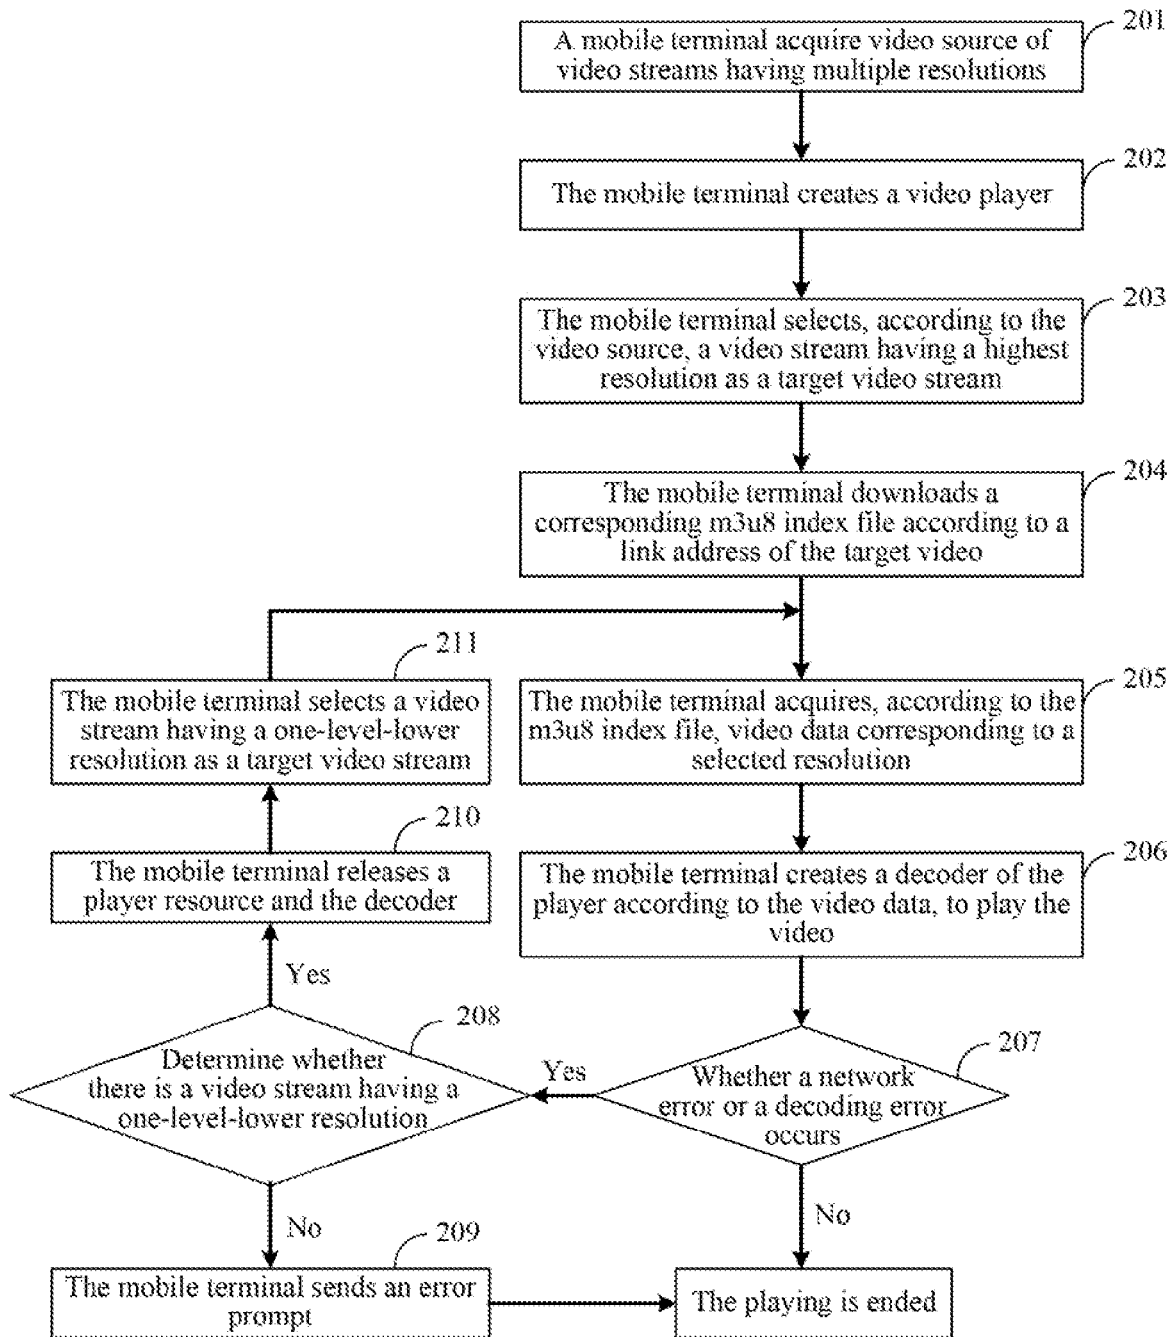 201
A mobile terminal acquire video source of
video streams having multiple resolutions
202
The mobile terminal creates a video player
203
The mobile terminal selects, according to the
video source, a video stream having a highest
resolution as a target video stream
204
The mobile terminal downloads a
corresponding m3u8 index file according to a
link address of the target video
211
The mobile terminal selects a video
stream having a one-level-lower
resolution as a target video stream
205
The mobile terminal acquires, according to the
m3u8 index file, video data corresponding to a
selected resolution
210
The mobile terminal releases a
player resource and the decoder
206
The mobile terminal creates a decoder of the
player according to the video data, to play the
video
Yes
208
Determine whether
there is a video stream having a
one-level-lower resolution
Yes
207
Whether a network
error or a decoding error
occurs
No
No
209
The mobile terminal sends an error
prompt
The playing is ended